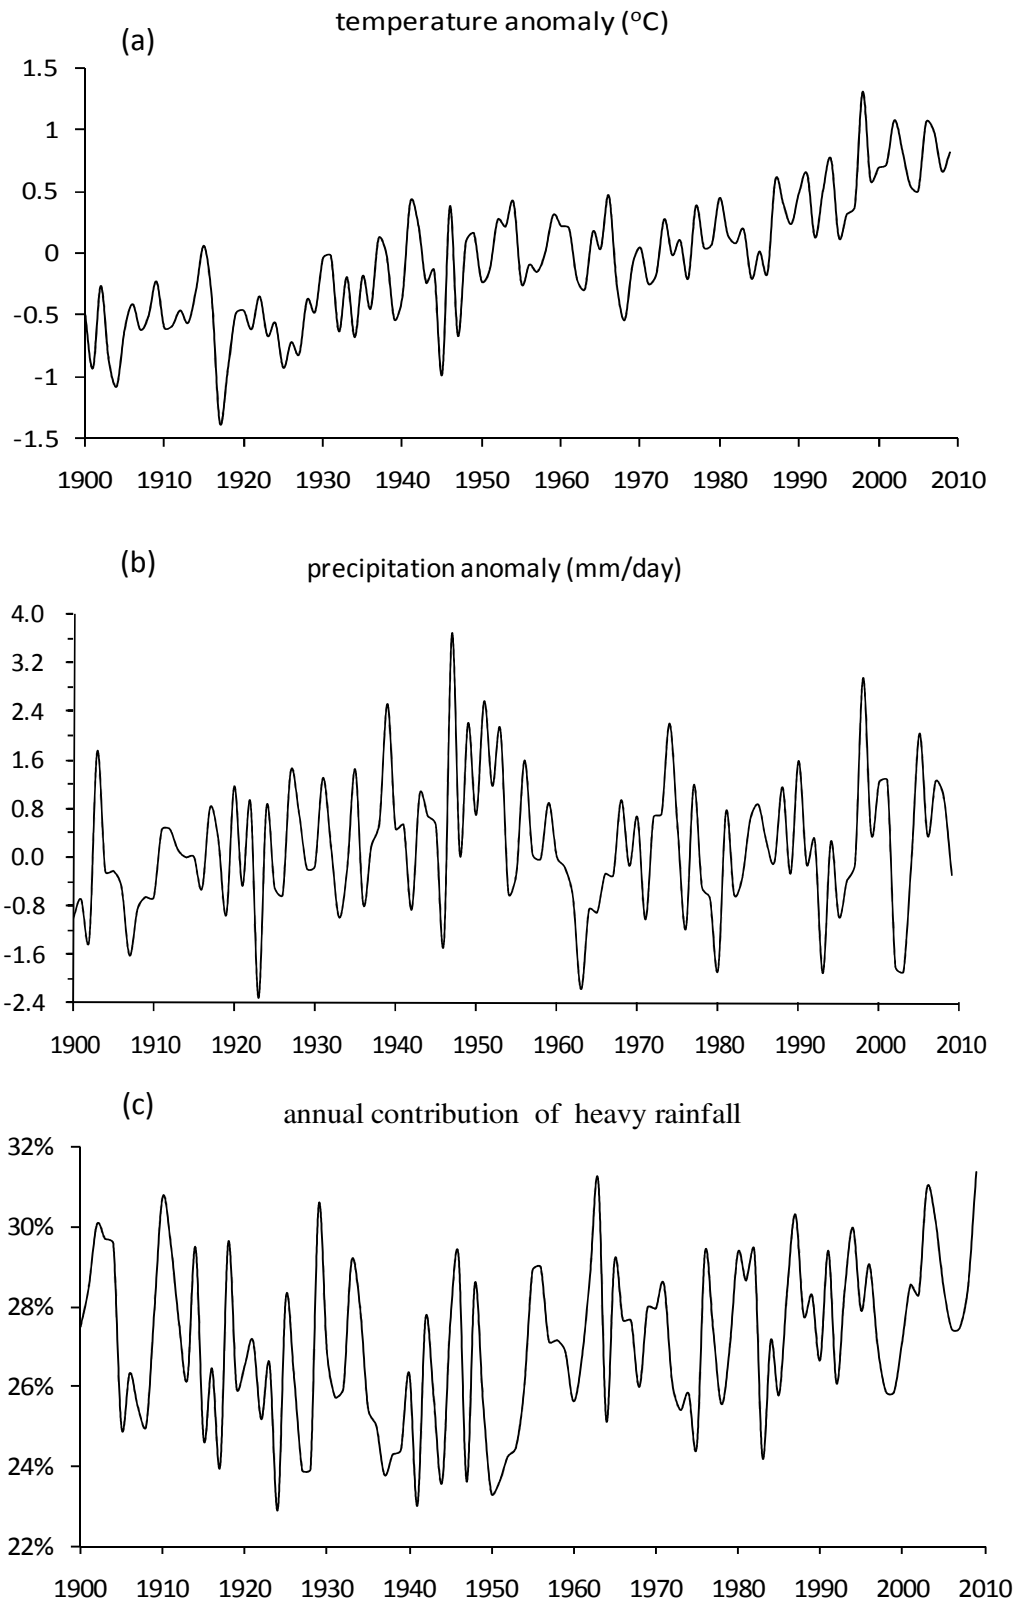 (a)
temperature anomaly (°C)
1.5
1
0.5
0
-0.5
-1
-1.5
1900 1910 1920 1930 1940 1950 1960 1970 1980 1990 2000 2010
(b)
precipitation anomaly (mm/day)
4.0
3.2
2.4
1.6
0.8
0.0
-0.8
-1.6
-2.4
1900 1910 1920 1930 1940 1950 1960 1970 1980 1990 2000 2010
(c)
annual contribution of heavy rainfall
32%
30%
28%
26%
24%
22%
1900 1910 1920 1930 1940 1950 1960 1970 1980 1990 2000 2010